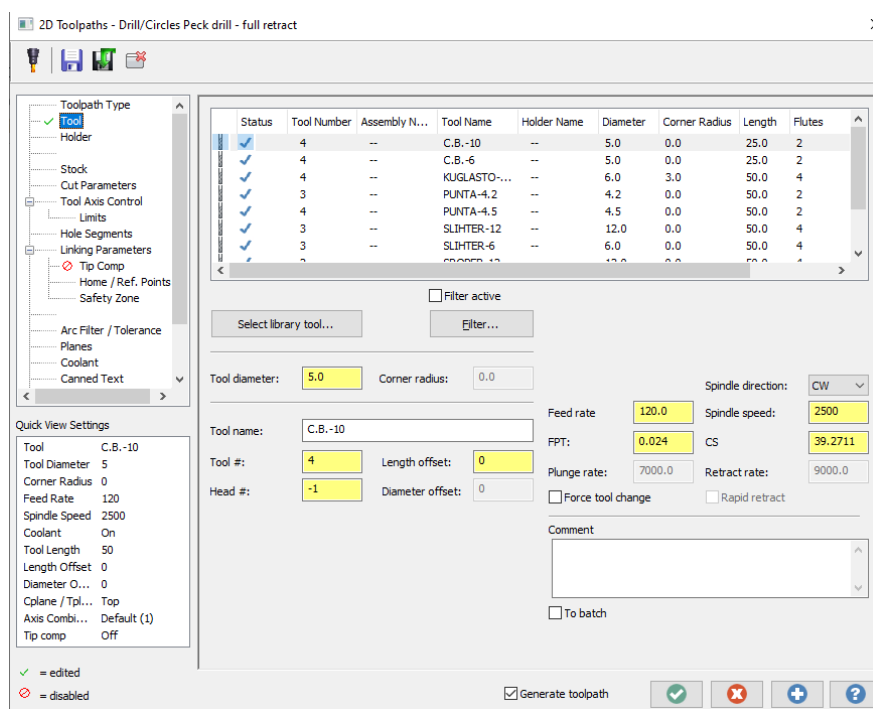 2D Toolpaths - Drill/Circles Peck drill - full retract
Toolpath Type
Tool
Holder
Stock
Cut Parameters
Tool Axis Control
Limits
Hole Segments
Linking Parameters
Tip Comp
Home / Ref. Points
Safety Zone
Arc Filter / Tolerance
Planes
Coolant
Canned Text
Quick View Settings
Tool C.B.-10
Tool Diameter 5
Corner Radius 0
Feed Rate 120
Spindle Speed 2500
Coolant On
Tool Length 50
Length Offset 0
Diameter O... 0
Cplane / Tpl... Top
Axis Combi... Default (1)
Tip comp Off
= edited
= disabled
Status Tool Number Assembly N... Tool Name Holder Name Diameter Corner Radius Length Flutes
4 -- C.B.-10 -- 5.0 0.0 25.0 2
4 -- C.B.-6 -- 5.0 0.0 25.0 2
4 -- KUGLASTO-... -- 6.0 3.0 50.0 4
3 -- PUNTA-4.2 -- 4.2 0.0 50.0 2
4 -- PUNTA-4.5 -- 4.5 0.0 50.0 2
3 -- SLIHTER-12 -- 12.0 0.0 50.0 4
3 -- SLIHTER-6 -- 6.0 0.0 50.0 4
Filter active
Select library tool... Filter...
Tool diameter: 5.0 Corner radius: 0.0
Tool name: C.B.-10
Tool #: 4 Length offset: 0
Head #: -1 Diameter offset: 0
Spindle direction: CW
Feed rate 120.0 Spindle speed: 2500
FPT: 0.024 CS 39.2711
Plunge rate: 7000.0 Retract rate: 9000.0
Force tool change Rapid retract
Comment
To batch
Generate toolpath